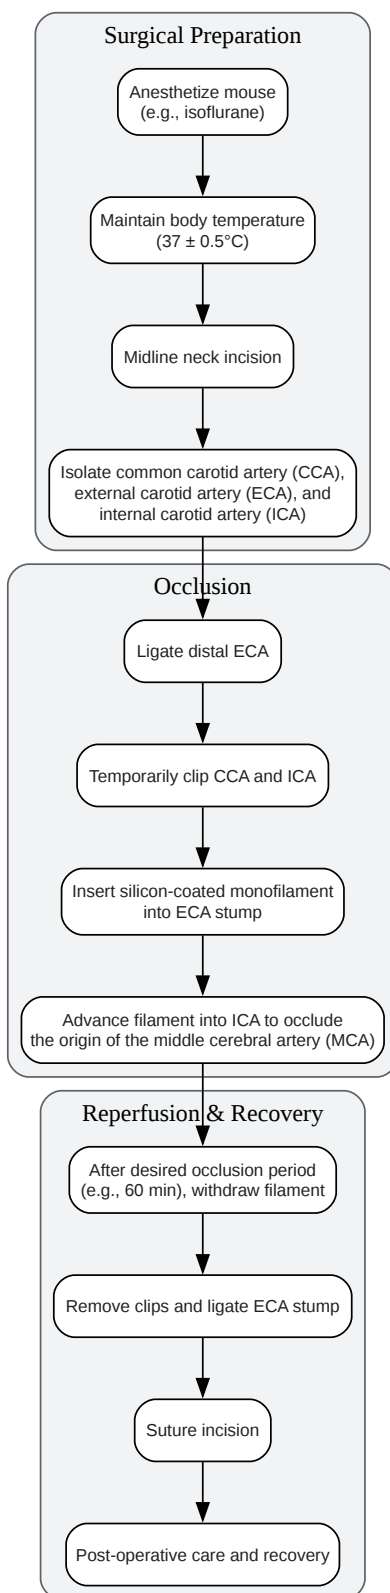 Surgical Preparation
Anesthetize mouse
(e.g., isoflurane)
Maintain body temperature
(37 ± 0.5°C)
Midline neck incision
Isolate common carotid artery (CCA),
external carotid artery (ECA), and
internal carotid artery (ICA)
Occlusion
Ligate distal ECA
Temporarily clip CCA and ICA
Insert silicon-coated monofilament
into ECA stump
Advance filament into ICA to occlude
the origin of the middle cerebral artery (MCA)
Reperfusion & Recovery
After desired occlusion period
(e.g., 60 min), withdraw filament
Remove clips and ligate ECA stump
Suture incision
Post-operative care and recovery